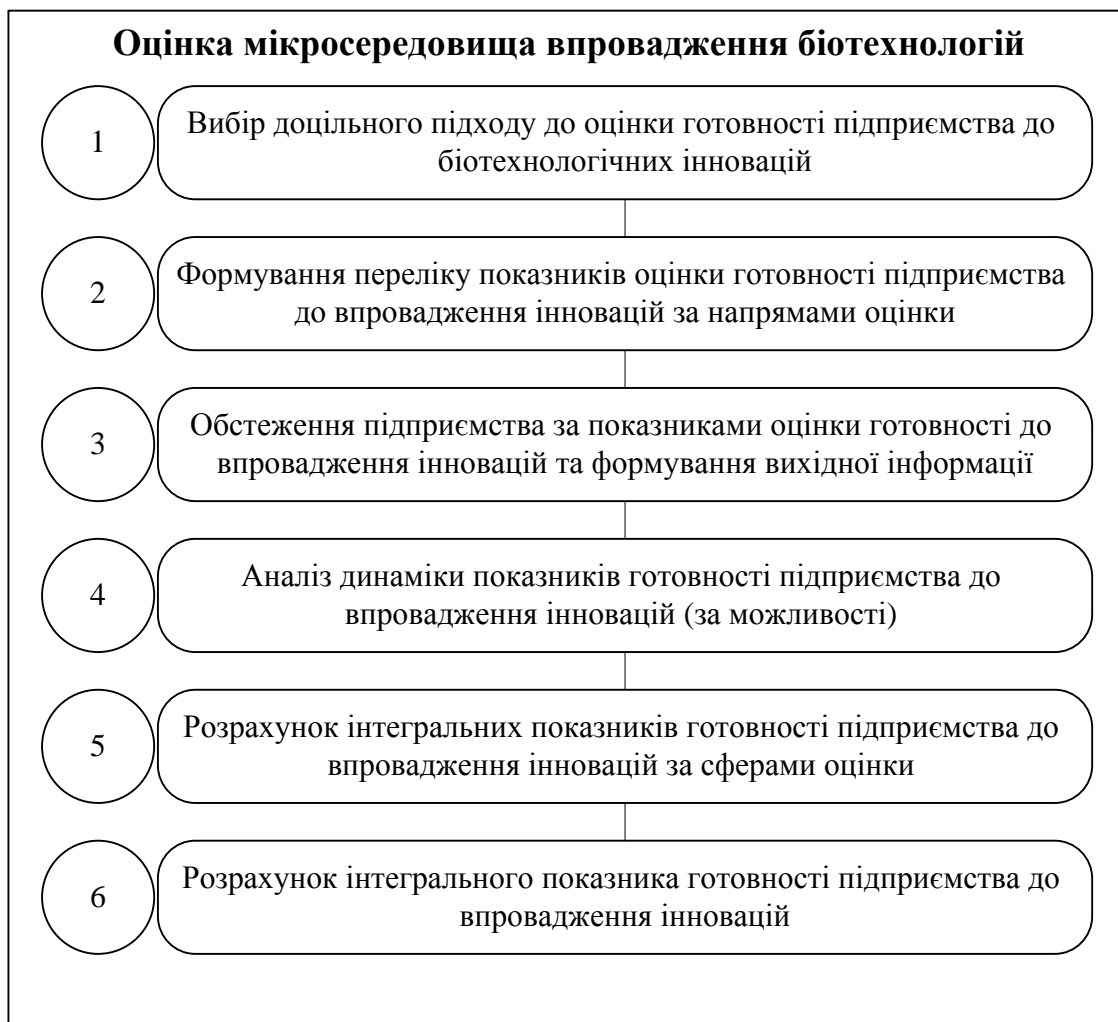 Оцінка мікросередовища впровадження біотехнологій
1
Вибір доцільного підходу до оцінки готовності підприємства до
біотехнологічних інновацій
2
Формування переліку показників оцінки готовності підприємства
до впровадження інновацій за напрямами оцінки
3
Обстеження підприємства за показниками оцінки готовності до
впровадження інновацій та формування вихідної інформації
4
Аналіз динаміки показників готовності підприємства до
впровадження інновацій (за можливості)
5
Розрахунок інтегральних показників готовності підприємства до
впровадження інновацій за сферами оцінки
6
Розрахунок інтегрального показника готовності підприємства до
впровадження інновацій